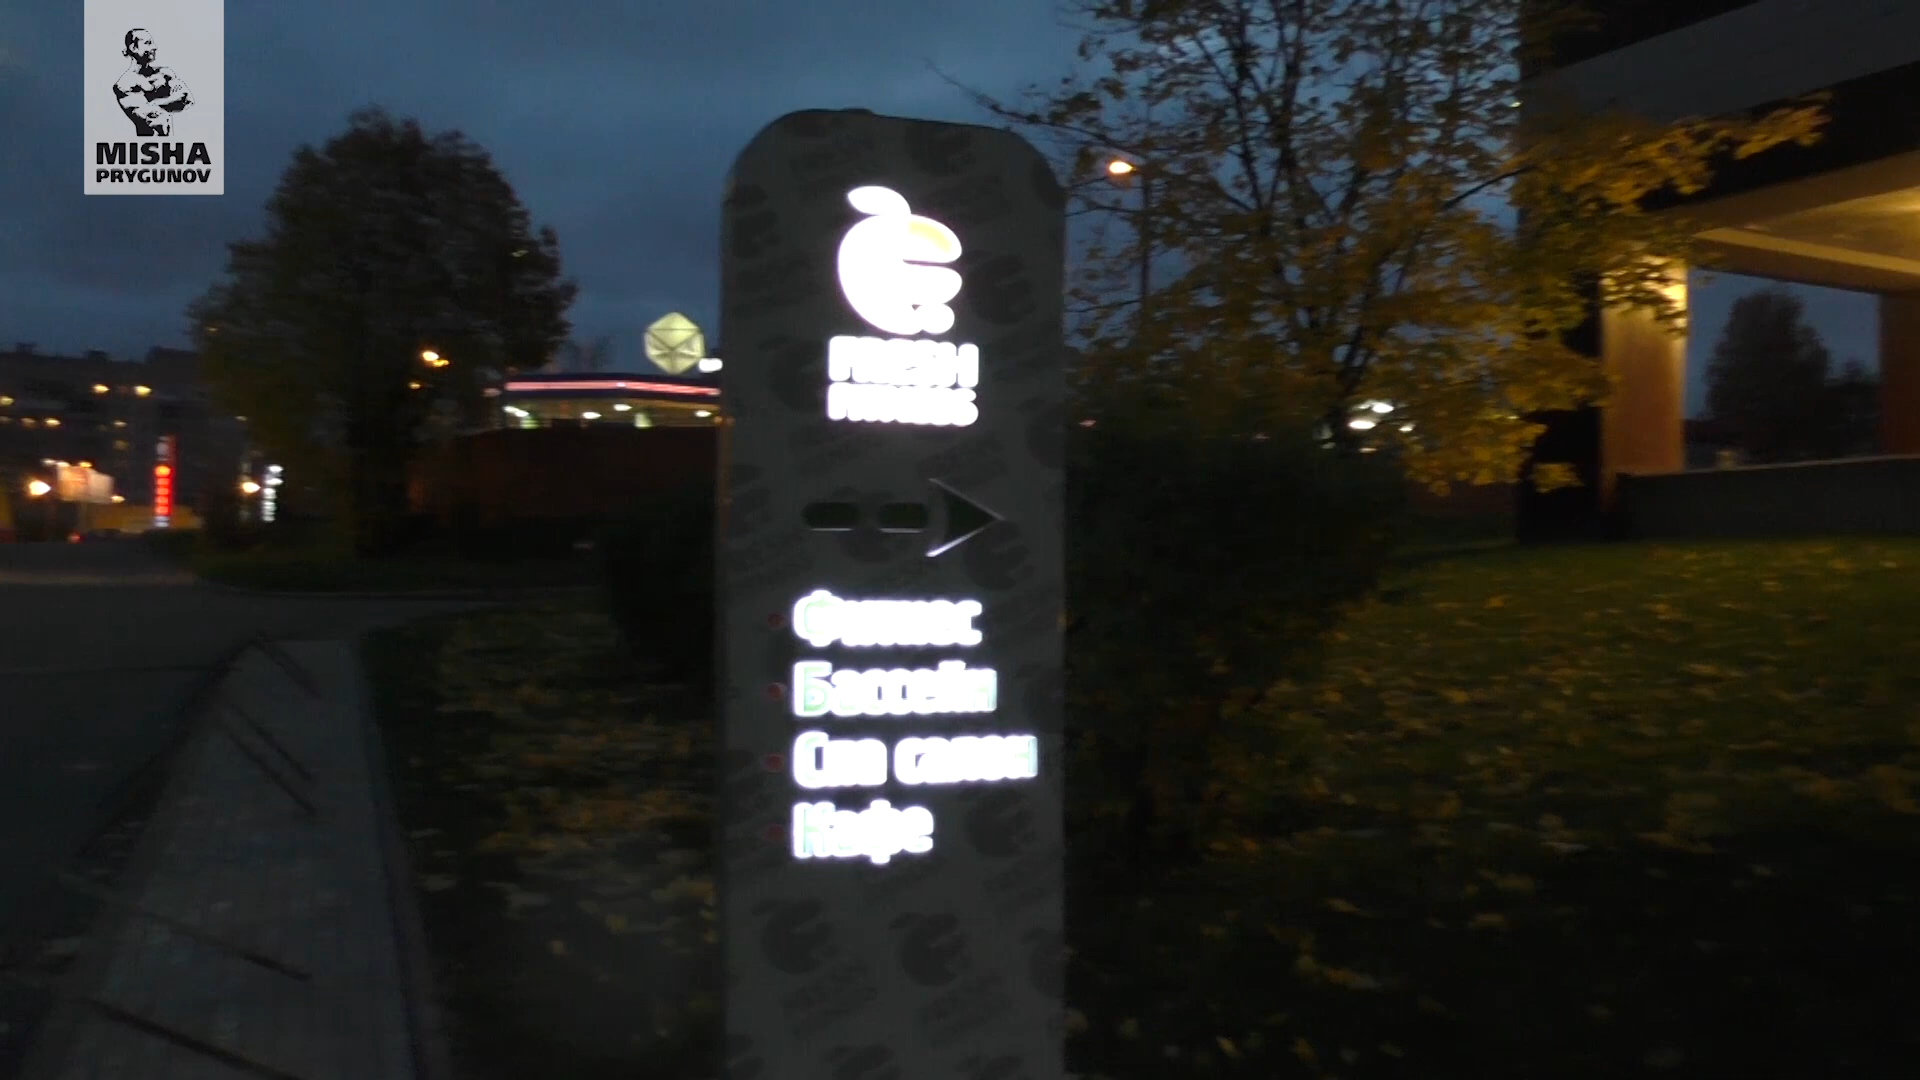 MISHA
PRYGUNOV
FRESH
FITNESS
Фитнес
Бассейн
Спа салон
Кафе